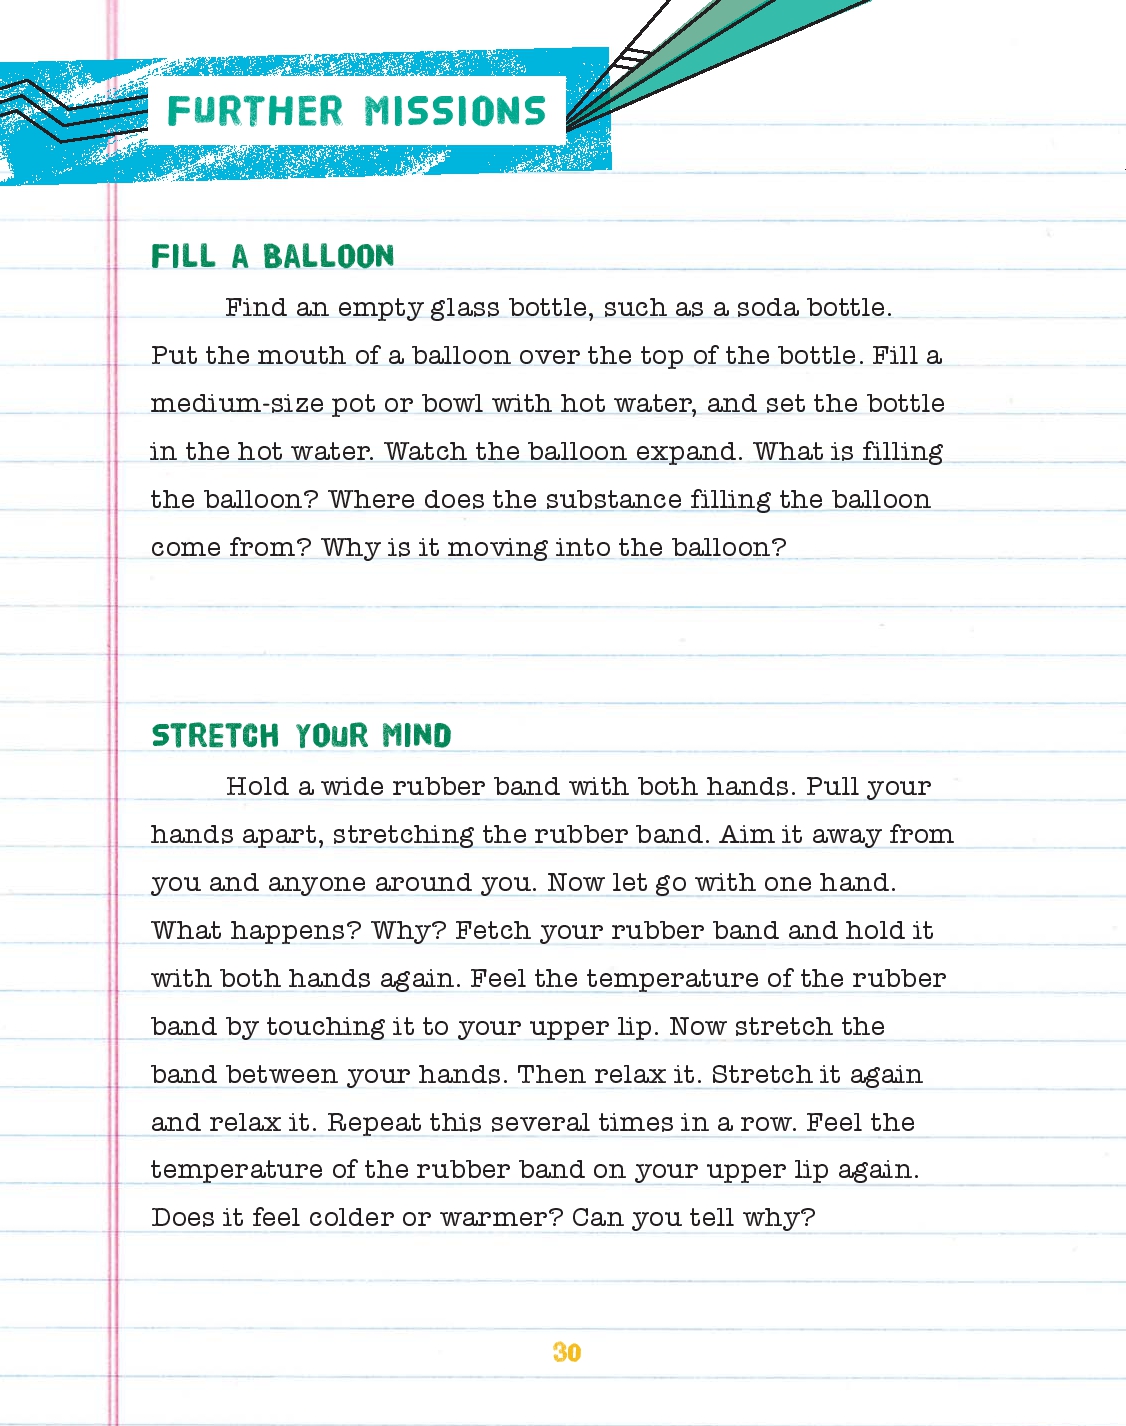 FURTHER MISSIONS
FILL A BALLOON
Find an empty glass bottle, such as a soda bottle.
Put the mouth of a balloon over the top of the bottle. Fill a
medium-size pot or bowl with hot water, and set the bottle
in the hot water. Watch the balloon expand. What is filling
the balloon? Where does the substance filling the balloon
come from? Why is it moving into the balloon?
STRETCH YOUR MIND
Hold a wide rubber band with both hands. Pull your
hands apart, stretching the rubber band. Aim it away from
you and anyone around you. Now let go with one hand.
What happens? Why? Fetch your rubber band and hold it
with both hands again. Feel the temperature of the rubber
band by touching it to your upper lip. Now stretch the
band between your hands. Then relax it. Stretch it again
and relax it. Repeat this several times in a row. Feel the
temperature of the rubber band on your upper lip again.
Does it feel colder or warmer? Can you tell why?
30